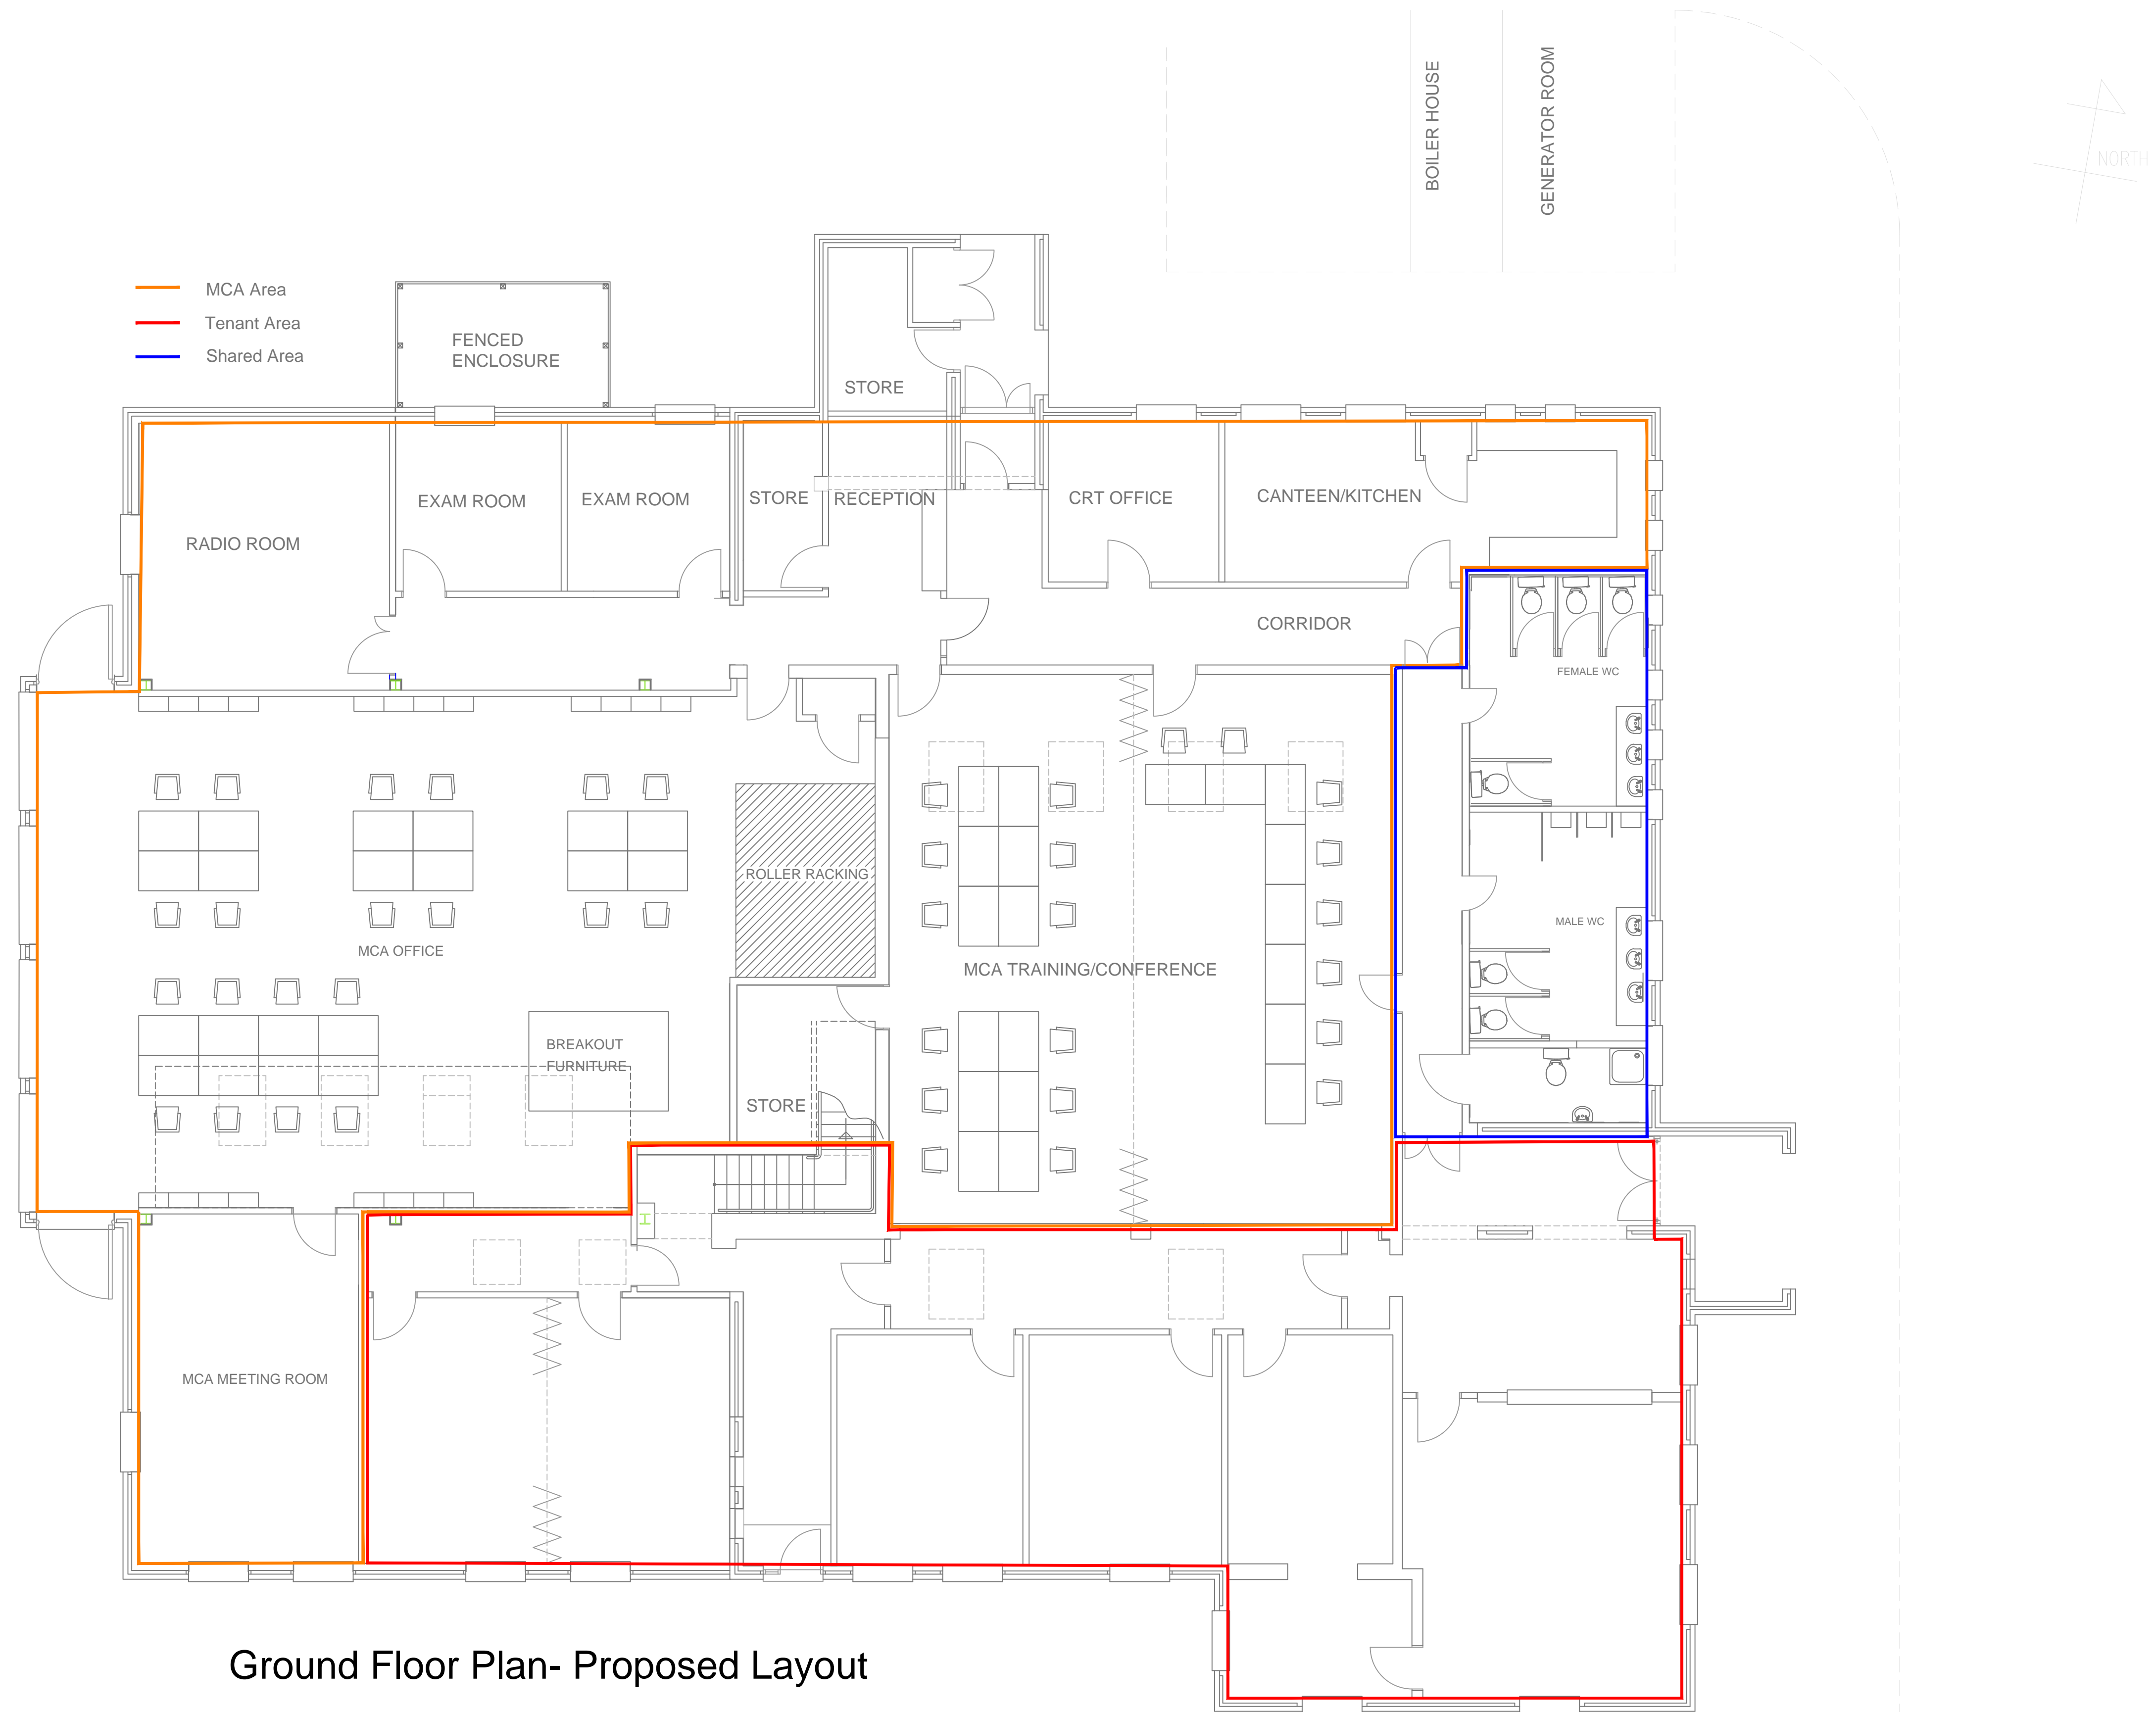 BOILER HOUSE
GENERATOR ROOM
NORTH
MCA Area
Tenant Area
Shared Area
FENCED
ENCLOSURE
STORE
RADIO ROOM
EXAM ROOM
EXAM ROOM
STORE
RECEPTION
CRT OFFICE
CANTEEN/KITCHEN
CORRIDOR
FEMALE WC
ROLLER RACKING
MCA OFFICE
MALE WC
MCA TRAINING/CONFERENCE
BREAKOUT
FURNITURE
STORE
MCA MEETING ROOM
Ground Floor Plan- Proposed Layout